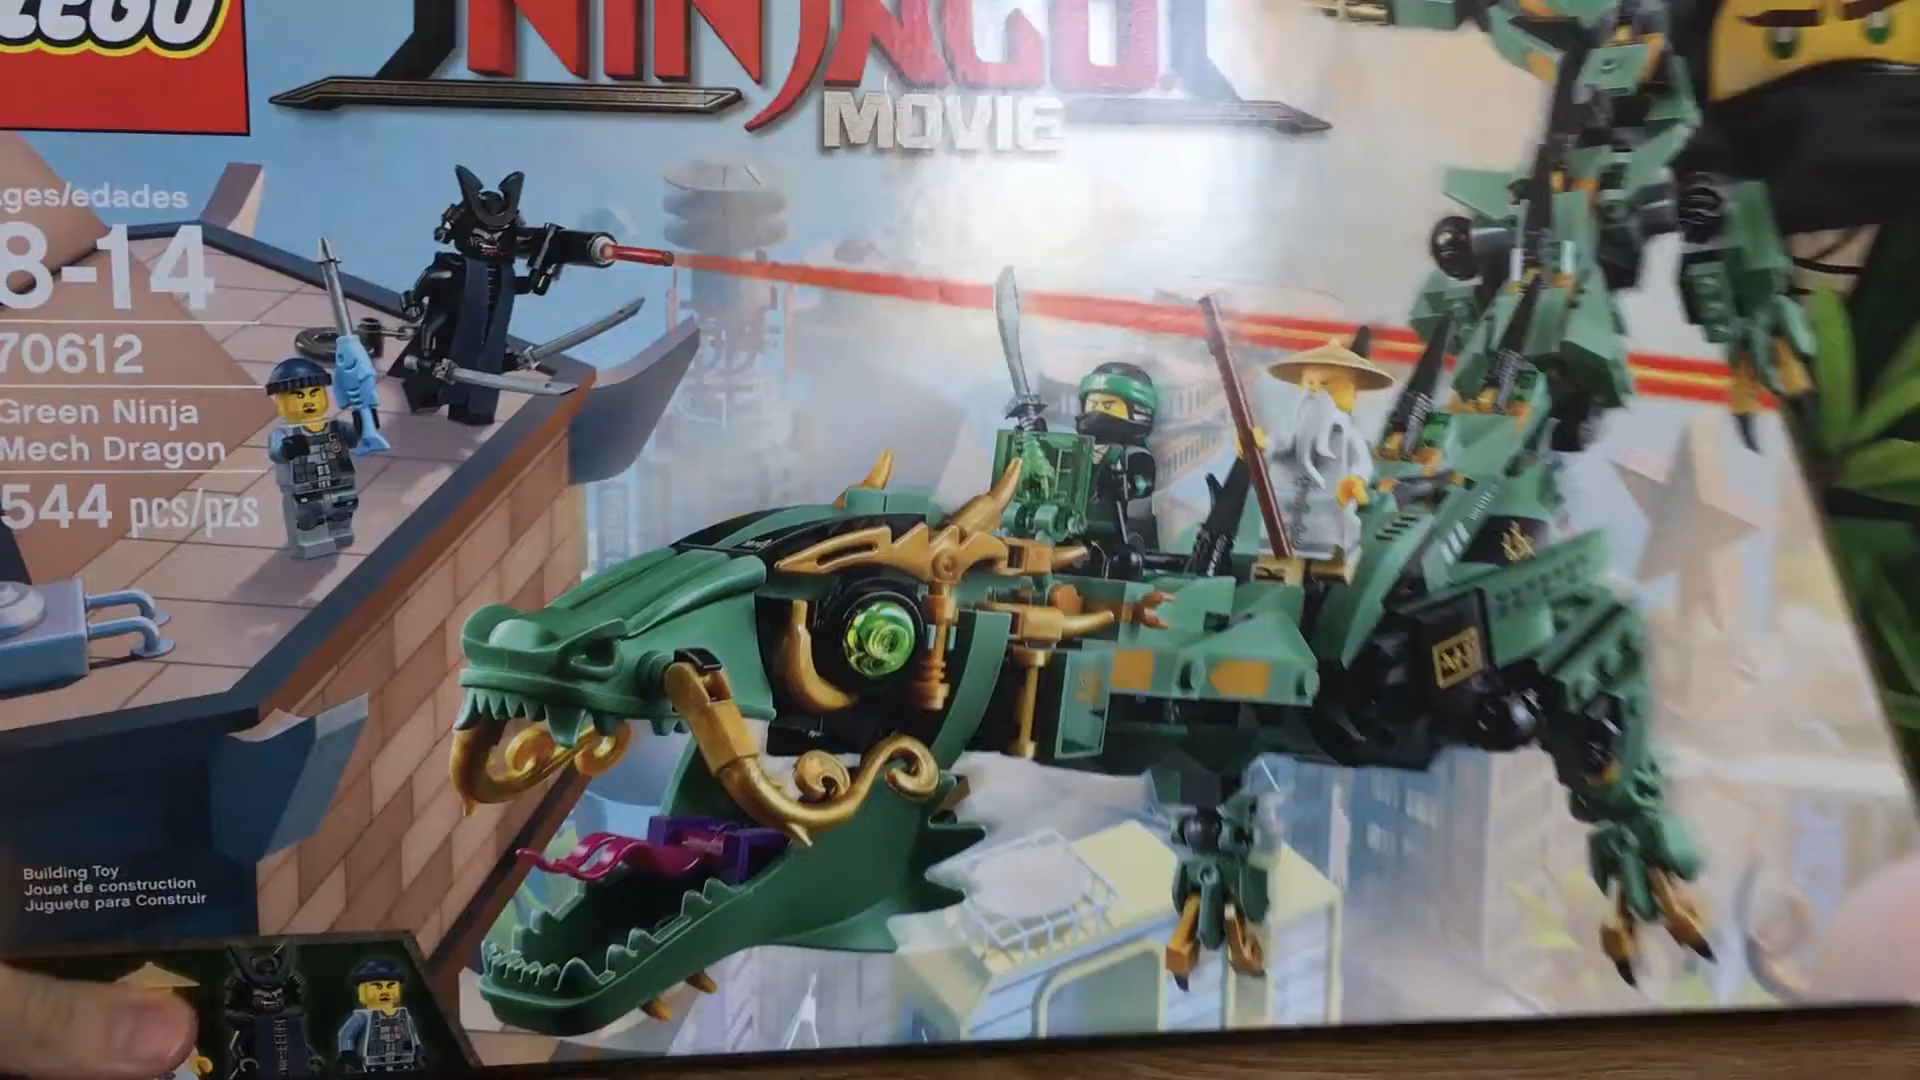 LEGO
NINJAGO
MOVIE
ges/edades
8-14
70612
Green Ninja
Mech Dragon
544 pcs/pzs
Building Toy
Jouet de construction
Juguete para Construir